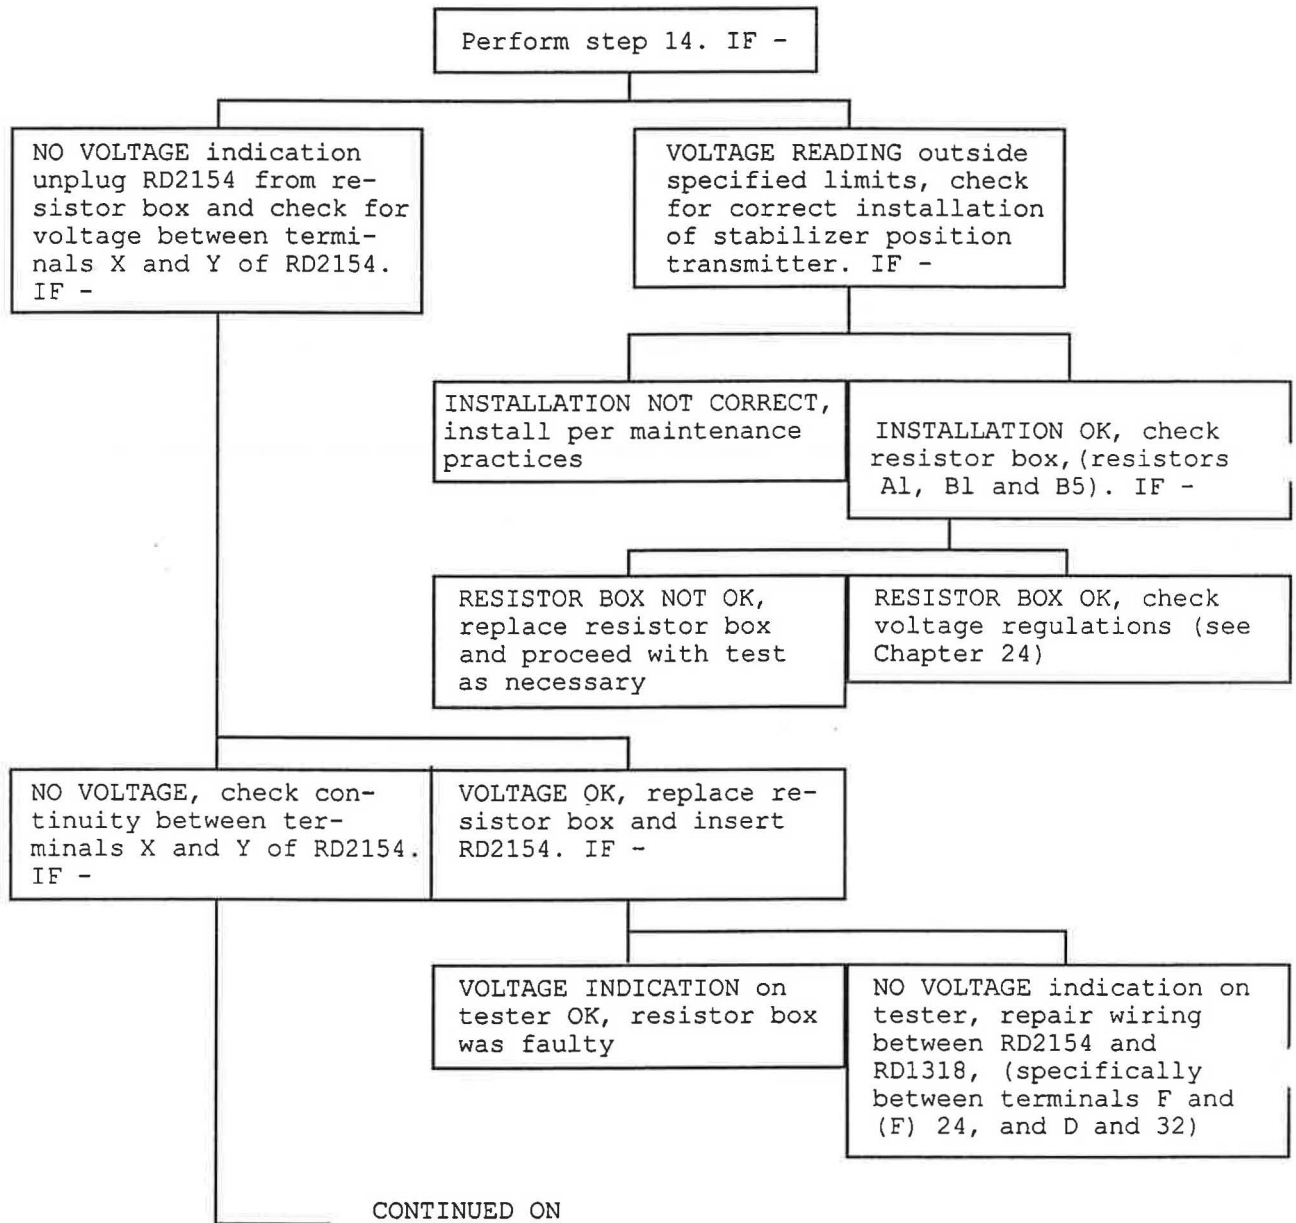 Perform step 14. IF -
NO VOLTAGE indication
unplug RD2154 from re-
sistor box and check for
voltage between termi-
nals X and Y of RD2154.
IF -
VOLTAGE READING outside
specified limits, check
for correct installation
of stabilizer position
transmitter. IF -
INSTALLATION NOT CORRECT,
install per maintenance
practices
INSTALLATION OK, check
resistor box,(resistors
A1, B1 and B5). IF -
RESISTOR BOX NOT OK,
replace resistor box
and proceed with test
as necessary
RESISTOR BOX OK, check
voltage regulations (see
Chapter 24)
NO VOLTAGE, check con-
tinuity between ter-
minals X and Y of RD2154.
IF -
VOLTAGE OK, replace re-
sistor box and insert
RD2154. IF -
VOLTAGE INDICATION on
tester OK, resistor box
was faulty
NO VOLTAGE indication on
tester, repair wiring
between RD2154 and
RD1318, (specifically
between terminals F and
(F) 24, and D and 32)
CONTINUED ON